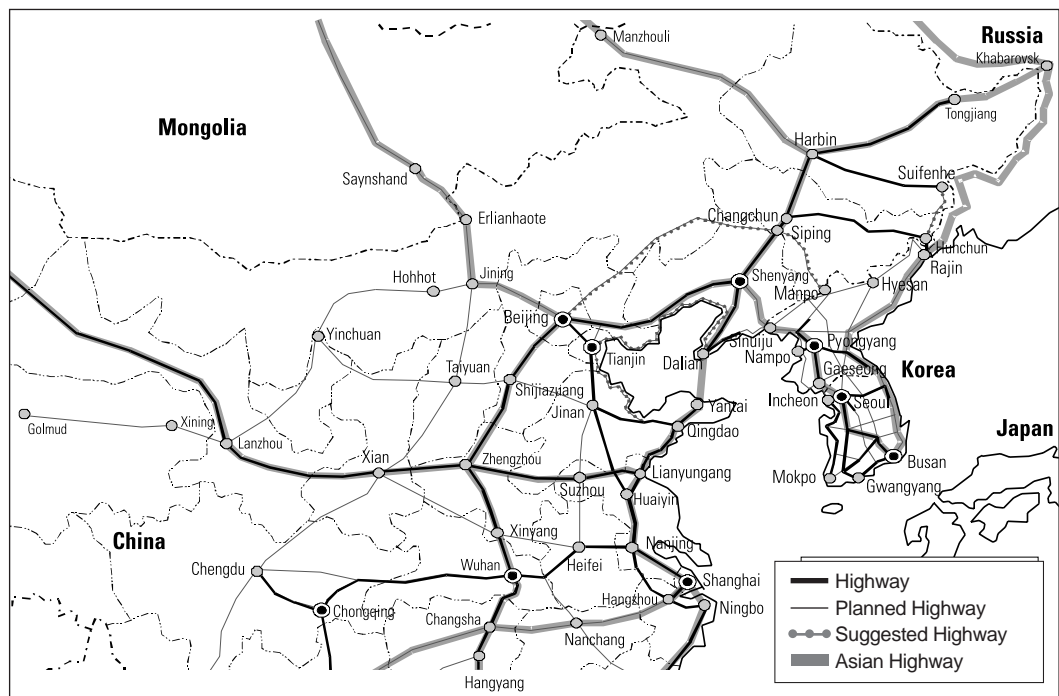 Russia
Manzhouli
Khabarovsk
Tongjiang
Mongolia
Harbin
Saynshand
Suifenhe
Erlianhaote
Changchun
Siping
Hunchun
Rajin
Hohhot
Jining
Shenyang
Manpo
Hyesan
Beijing
Yinchuan
Tianjin
Sinuiju
Pyongyang
Dalian
Nampo
Taiyuan
Shijiazuang
Gaeseong
Korea
Jinan
Yantai
Incheon
Seoul
Golmud
Xining
Qingdao
Japan
Lanzhou
Xian
Zhengzhou
Lianyungang
Busan
Suzhou
Mokpo
Gwangyang
Huaiyin
China
Xinyang
Nanjing
Chengdu
Wuhan
Heifei
Shanghai
Highway
Chongqing
Hangshou
Ningbo
Planned Highway
Changsha
Nanchang
Suggested Highway
Asian Highway
Hangyang